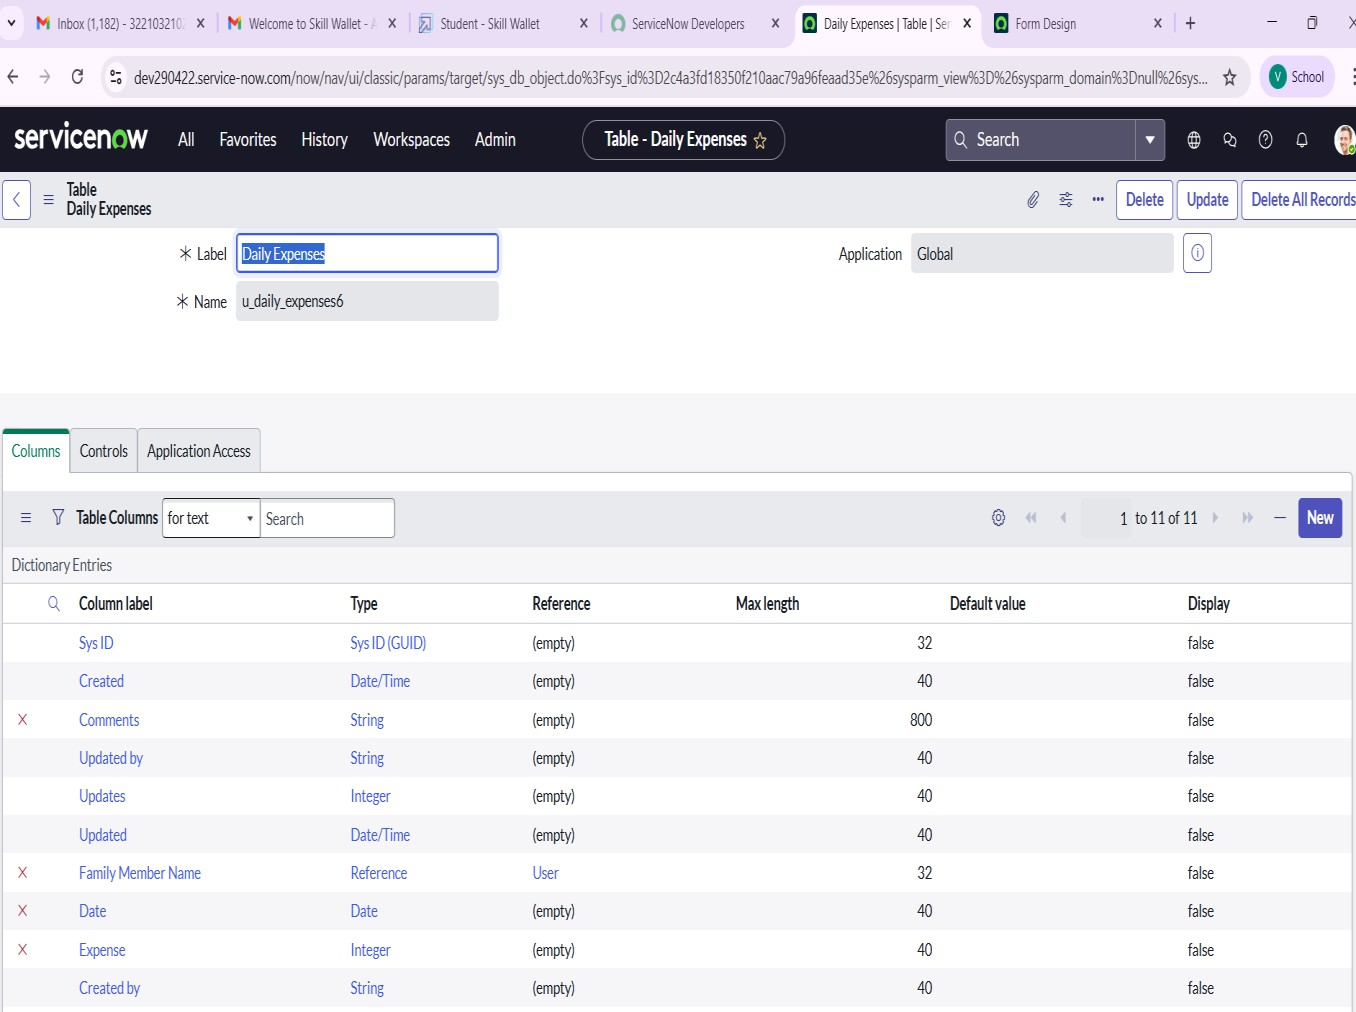 Inbox (1,182) - 3221032102
Welcome to Skill Wallet - A
Student - Skill Wallet
ServiceNow Developers
Daily Expenses | Table | Ser
Form Design
dev290422.service-now.com/now/nav/ui/classic/params/target/sys_db_object.do%3Fsys_id%3D2c4a3fd18350f210aac79a96feaad35e%26sysparm_view%3D%26sysparm_domain%3Dnull%26sys...
V School
servicenow
All Favorites History Workspaces Admin
Table - Daily Expenses
Search
Table
Daily Expenses
Delete Update Delete All Records
Label Daily Expenses
Application Global
Name u_daily_expenses6
Columns Controls Application Access
Table Columns for text Search 1 to 11 of 11 New
Dictionary Entries
Column label Type Reference Max length Default value Display
Sys ID Sys ID (GUID) (empty) 32 false
Created Date/Time (empty) 40 false
X Comments String (empty) 800 false
Updated by String (empty) 40 false
Updates Integer (empty) 40 false
Updated Date/Time (empty) 40 false
X Family Member Name Reference User 32 false
X Date Date (empty) 40 false
X Expense Integer (empty) 40 false
Created by String (empty) 40 false